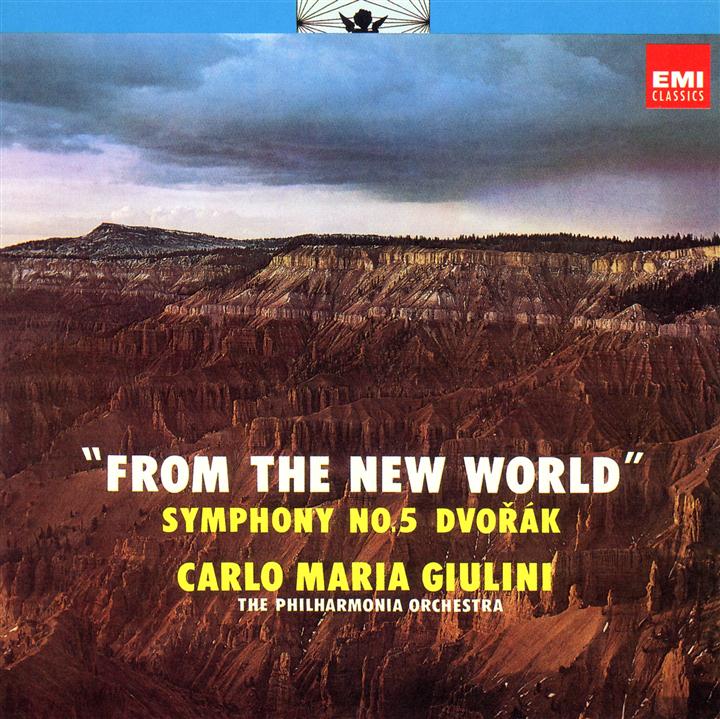 EMI
CLASSICS
"FROM THE NEW WORLD"
SYMPHONY NO.5 DVOŘÁK
CARLO MARIA GIULINI
THE PHILHARMONIA ORCHESTRA